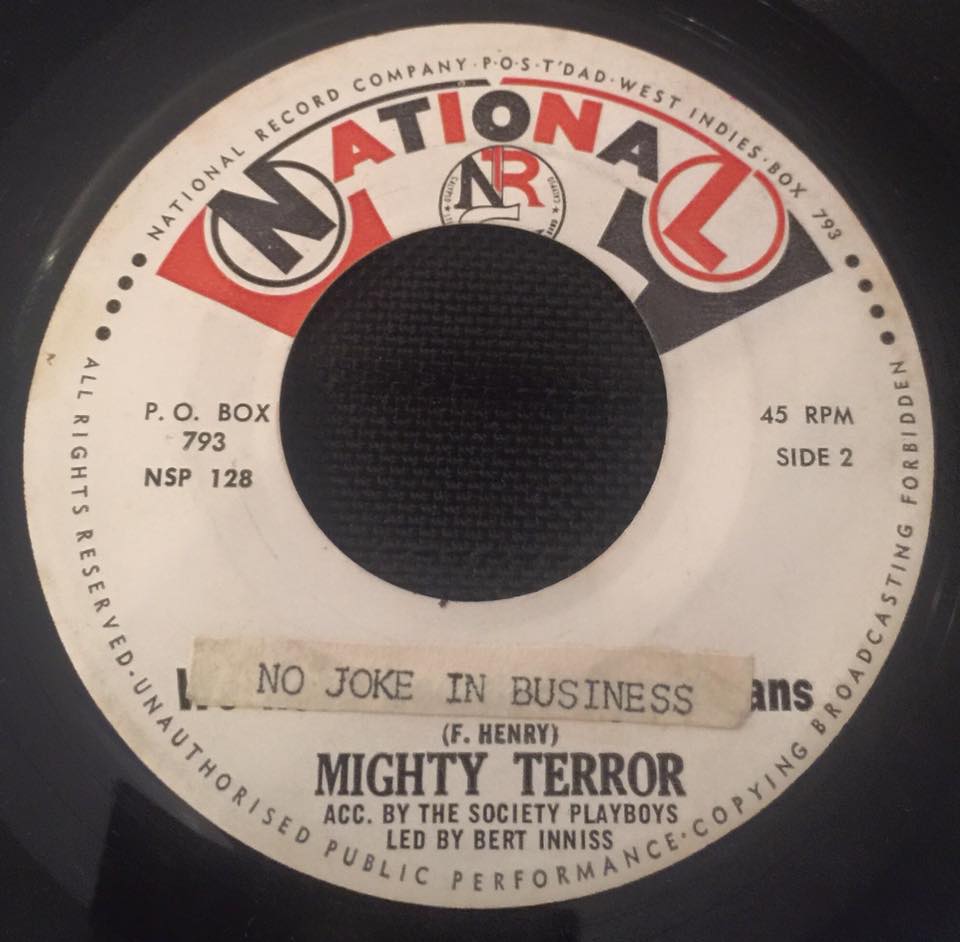 NATIONAL RECORD COMPANY·P·O·S·T'DAD·WEST INDIES·BOX 793
NATIONAL
NR
P. O. BOX
793
NSP 128
45 RPM
SIDE 2
NO JOKE IN BUSINESS
(F. HENRY)
MIGHTY TERROR
ACC. BY THE SOCIETY PLAYBOYS
LED BY BERT INNISS
ALL RIGHTS RESERVED·UNAUTHORISED PUBLIC PERFORMANCE·COPYING BROADCASTING FORBIDDEN